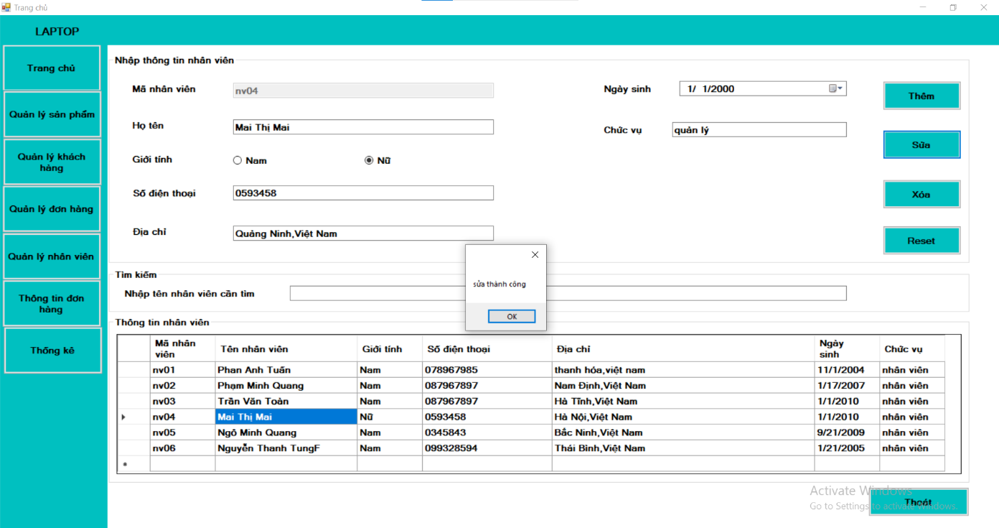 Trang chủ
LAPTOP
Trang chủ
Quản lý sản phẩm
Quản lý khách
hàng
Quản lý đơn hàng
Quản lý nhân viên
Thông tin đơn
hàng
Thống kê
Nhập thông tin nhân viên
Mã nhân viên nv04
Họ tên Mai Thị Mai
Giới tính Nam Nữ
Số điện thoại 0593458
Địa chỉ Quảng Ninh,Việt Nam
Ngày sinh 1/ 1/2000
Chức vụ quản lý
Thêm
Sửa
Xóa
Reset
sửa thành công
OK
Tìm kiếm
Nhập tên nhân viên cần tìm
Thông tin nhân viên
Mã nhân viên Tên nhân viên Giới tính Số điện thoại Địa chỉ Ngày sinh Chức vụ
nv01 Phan Anh Tuấn Nam 078967985 thanh hóa,việt nam 11/1/2004 nhân viên
nv02 Phạm Minh Quang Nam 087967897 Nam Định,Việt Nam 1/17/2007 nhân viên
nv03 Trần Văn Toàn Nam 087967897 Hà Tĩnh,Việt Nam 1/1/2010 nhân viên
nv04 Mai Thị Mai Nữ 0593458 Hà Nội,Việt Nam 1/1/2010 nhân viên
nv05 Ngô Minh Quang Nam 0345843 Bắc Ninh,Việt Nam 9/21/2009 nhân viên
nv06 Nguyễn Thanh TungF Nam 099328594 Thái Bình,Việt Nam 1/21/2005 nhân viên
Thoát
Activate Windows
Go to Settings to activate Windows.